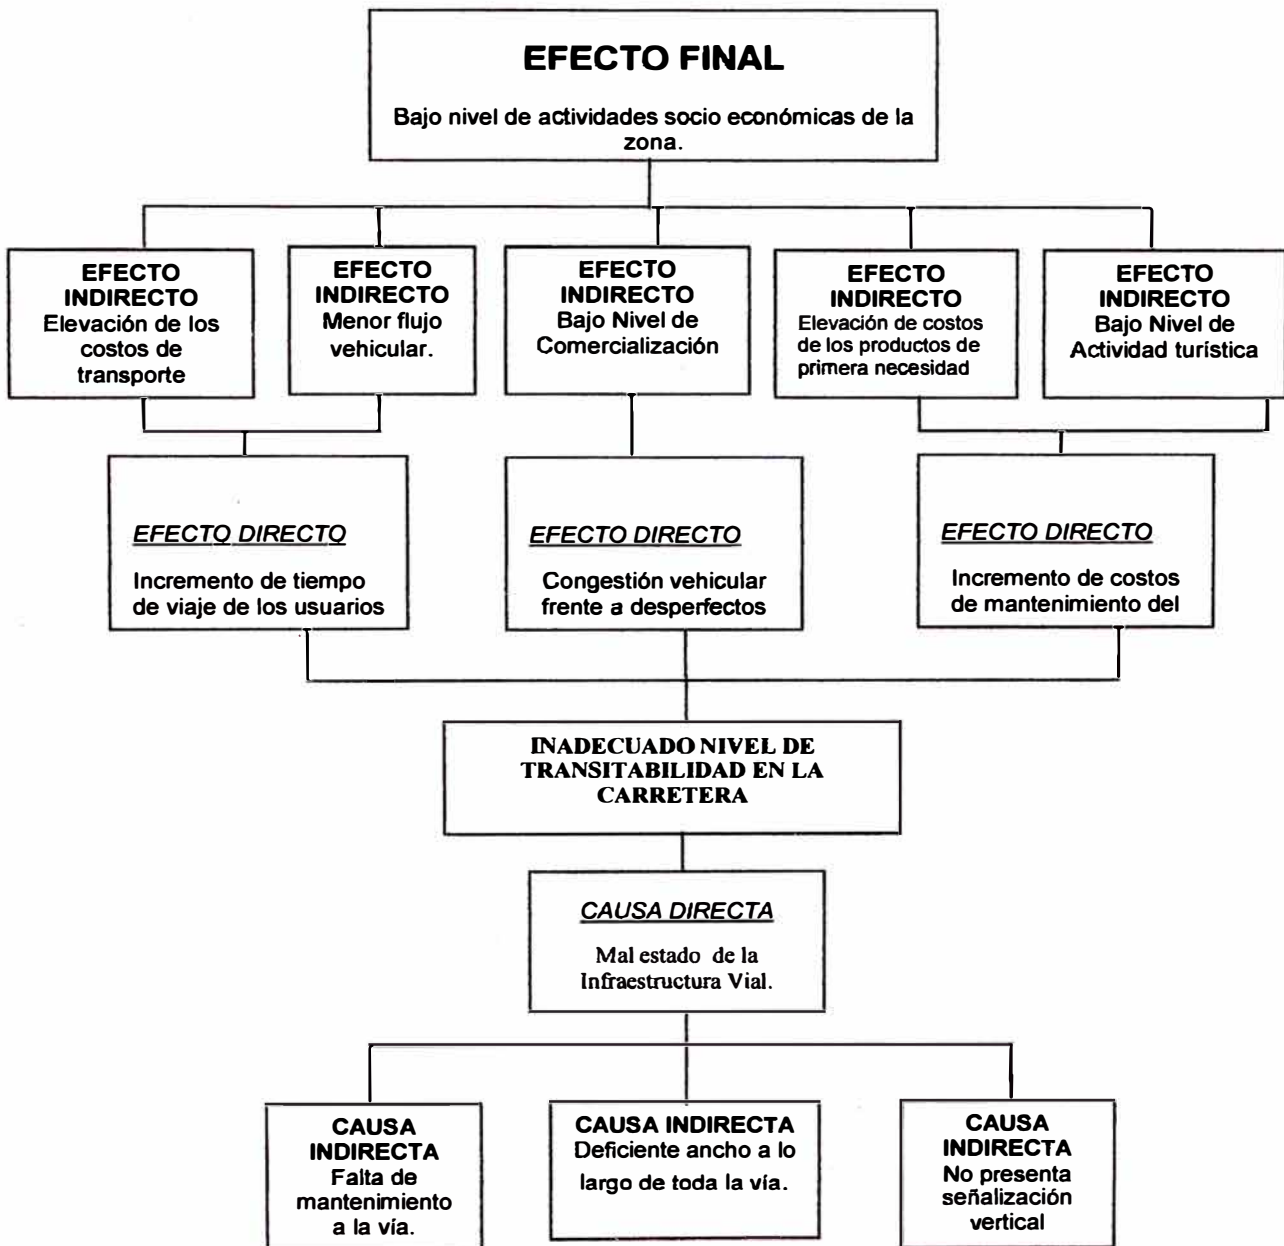 EFECTO FINAL
Bajo nivel de actividades socio económicas de la
zona.
EFECTO
INDIRECTO
Elevación de los
costos de
transporte
EFECTO
INDIRECTO
Menor flujo
vehicular.
EFECTO
INDIRECTO
Bajo Nivel de
Comercialización
EFECTO
INDIRECTO
Elevación de costos
de los productos de
primera necesidad
EFECTO
INDIRECTO
Bajo Nivel de
Actividad turística
EFECTO DIRECTO
Incremento de tiempo
de viaje de los usuarios
EFECTO DIRECTO
Congestión vehicular
frente a desperfectos
EFECTO DIRECTO
Incremento de costos
de mantenimiento del
INADECUADO NIVEL DE
TRANSITABILIDAD EN LA
CARRETERA
CAUSA DIRECTA
Mal estado de la
Infraestructura Vial.
CAUSA
INDIRECTA
Falta de
mantenimiento
a la vía.
CAUSA INDIRECTA
Deficiente ancho a lo
largo de toda la vía.
CAUSA
INDIRECTA
No presenta
señalización
vertical